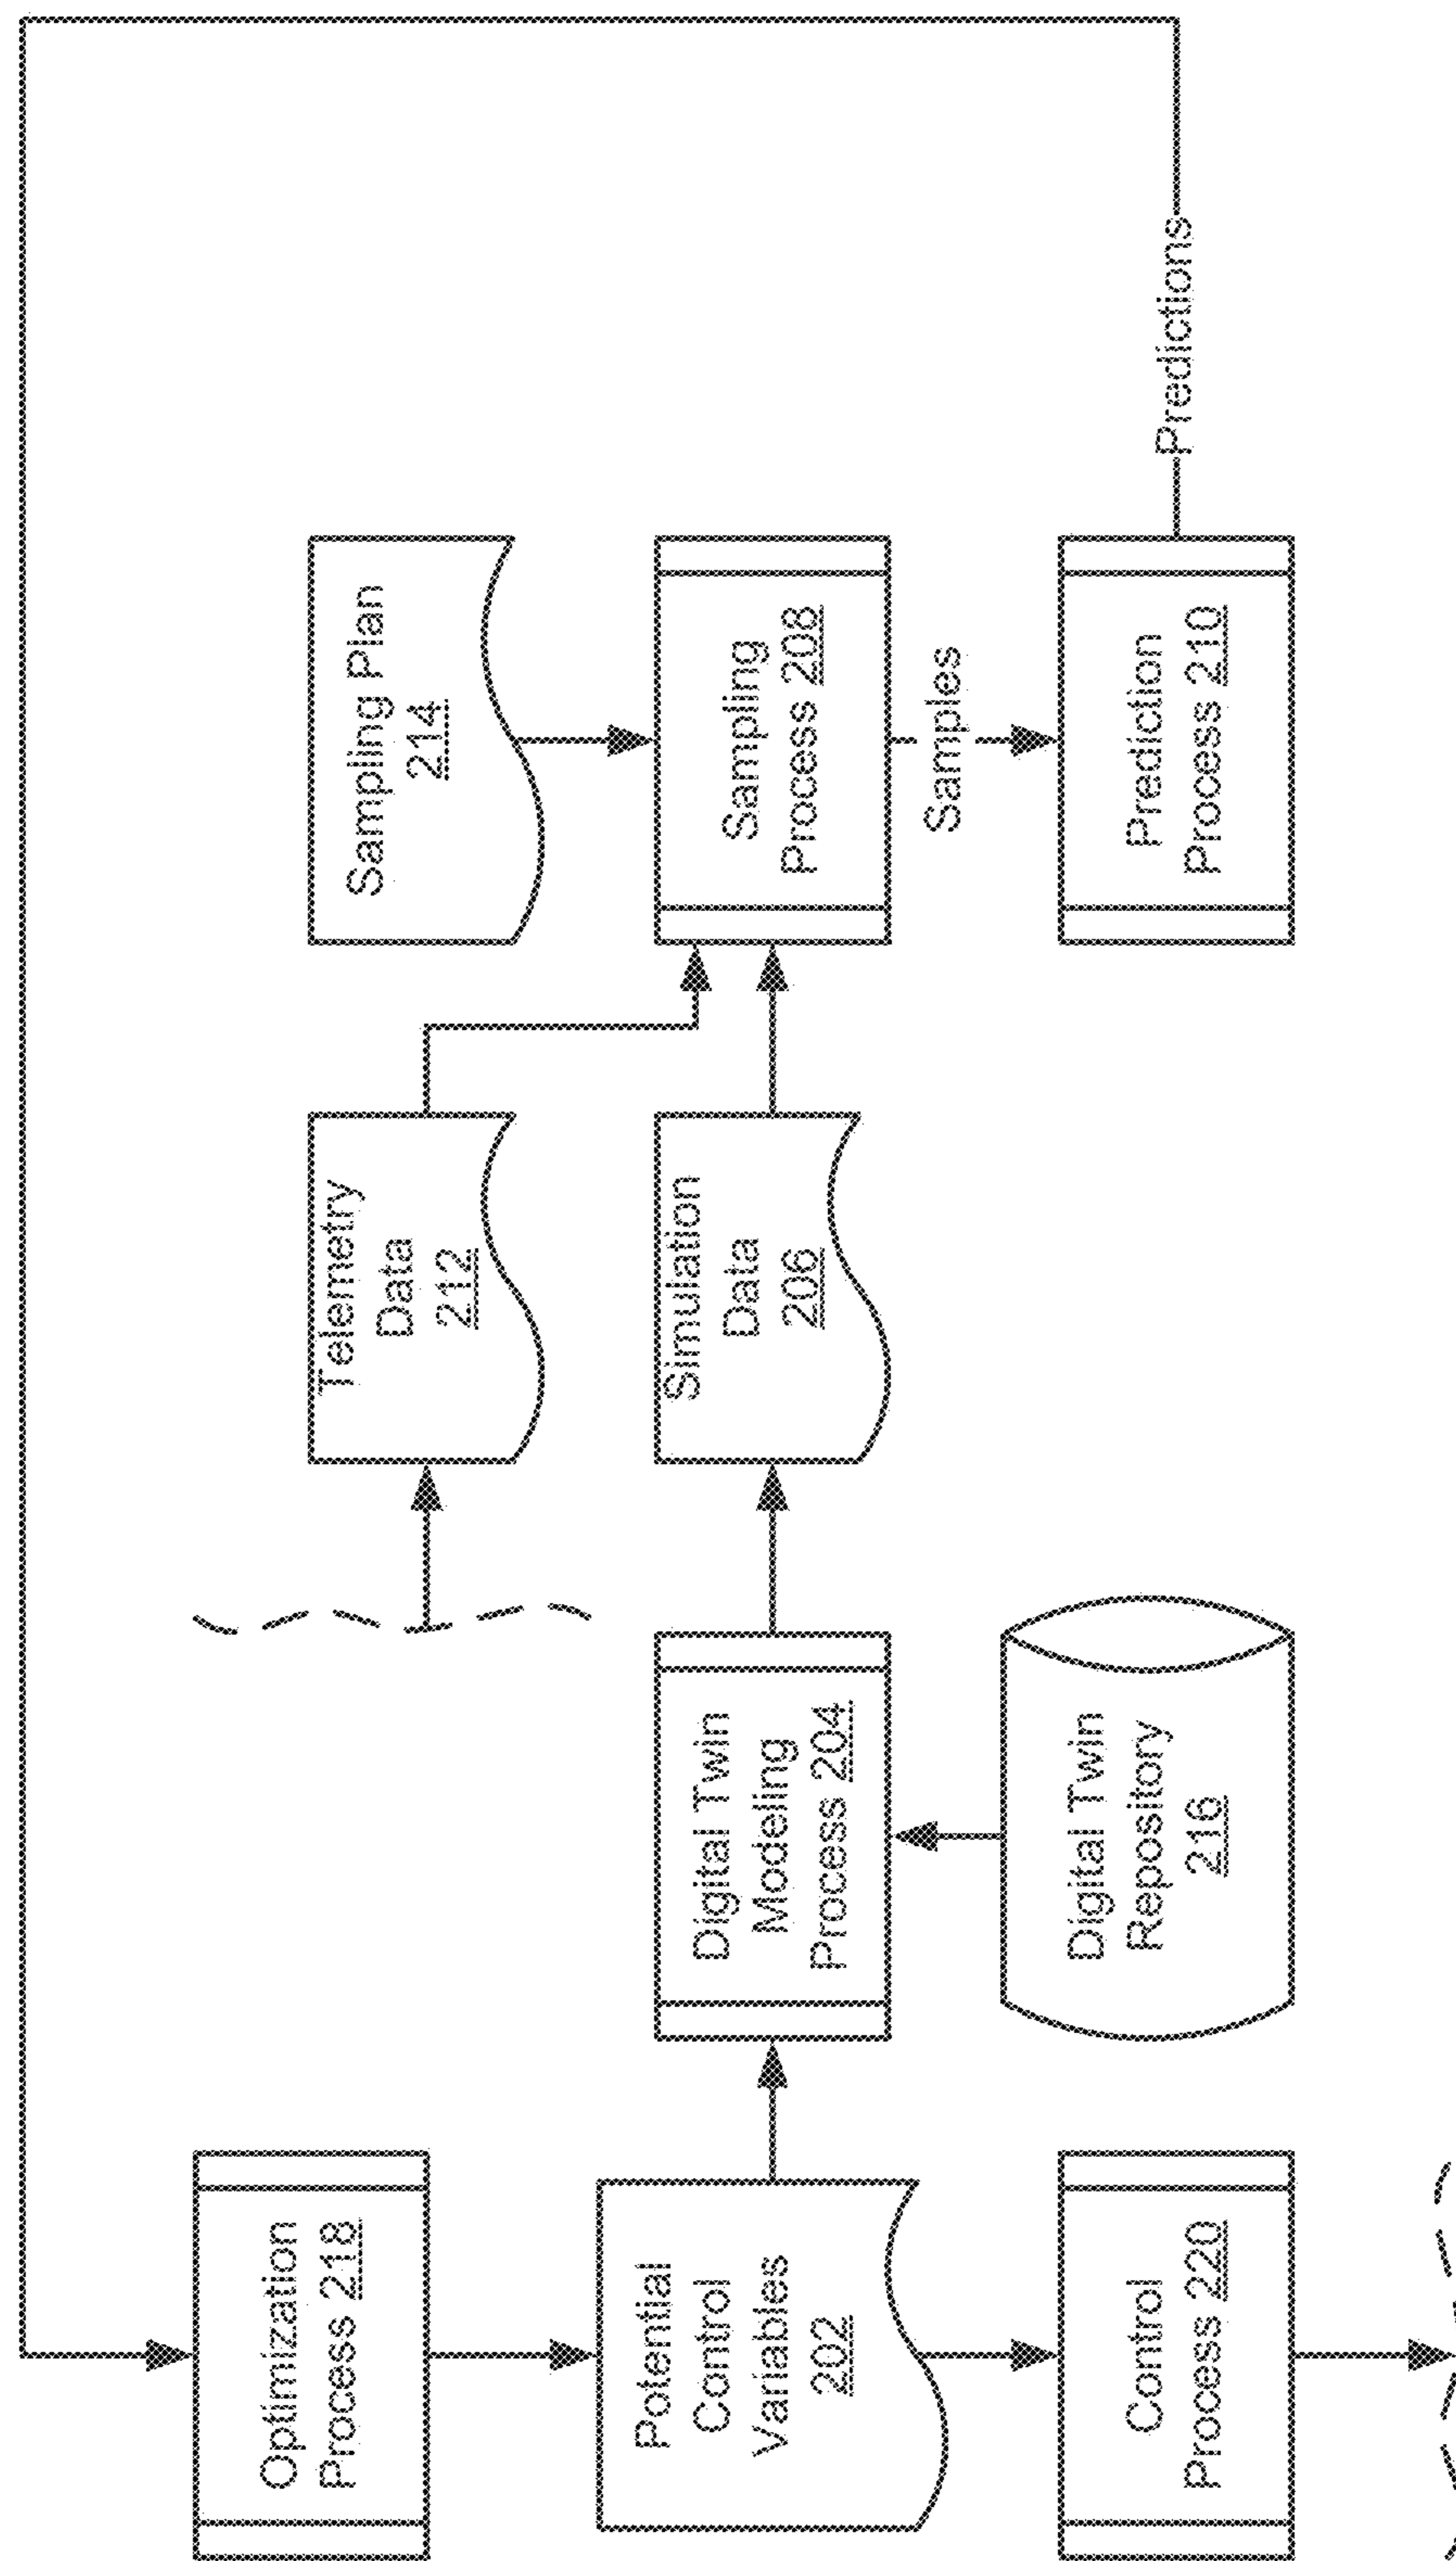 Optimization
Process 218
Potential
Control
Variables
202
Control
Process 220
Digital Twin
Modeling
Process 204
Digital Twin
Repository
216
Telemetry
Data
212
Simulation
Data
206
Sampling Plan
214
Sampling
Process 208
Samples
Prediction
Process 210
Predictions